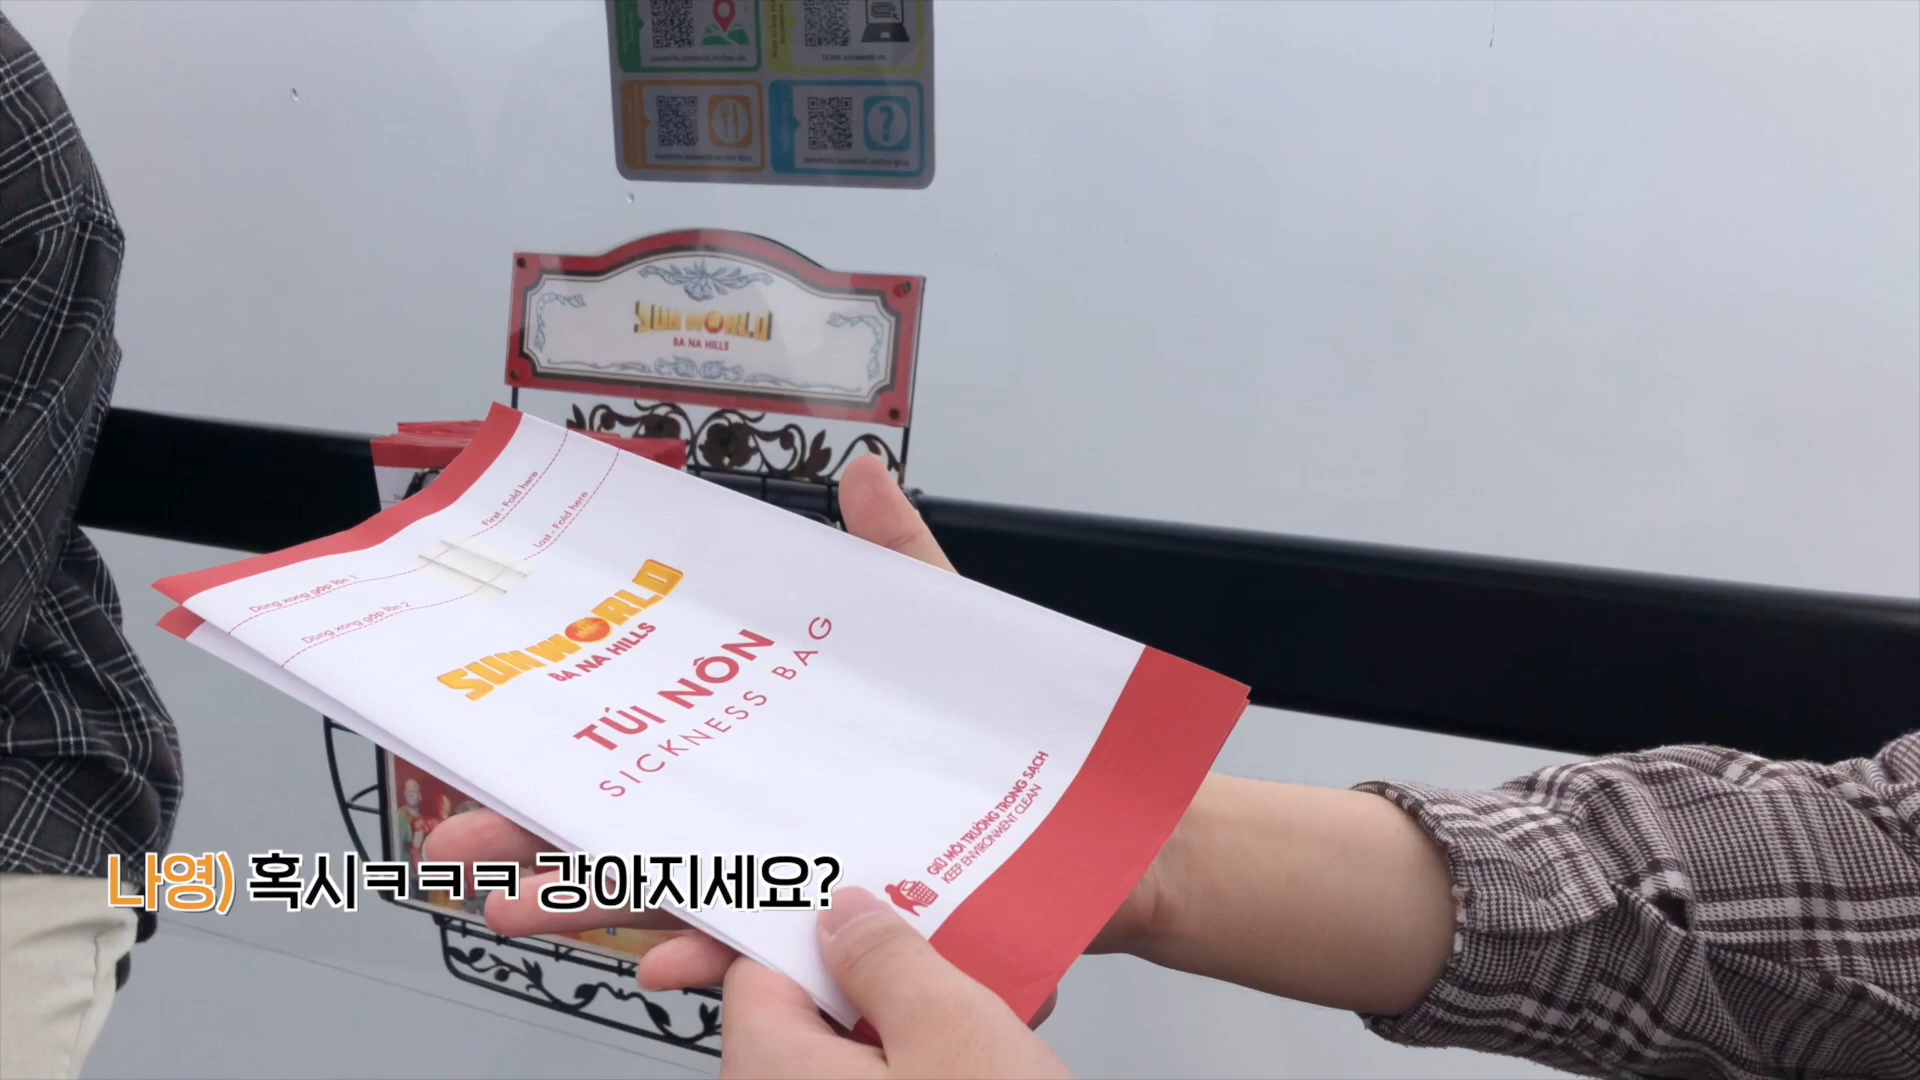 SUN WORLD
BA NA HILLS
First - Fold here
Last - Fold here
Dùng xong gập lần 1
Dùng xong gập lần 2
SUN WORLD
BA NA HILLS
TÚI NÔN
SICKNESS BAG
GIỮ MÔI TRƯỜNG TRONG SẠCH
KEEP ENVIRONMENT CLEAN
나영) 혹시ㅋㅋㅋ 강아지세요?